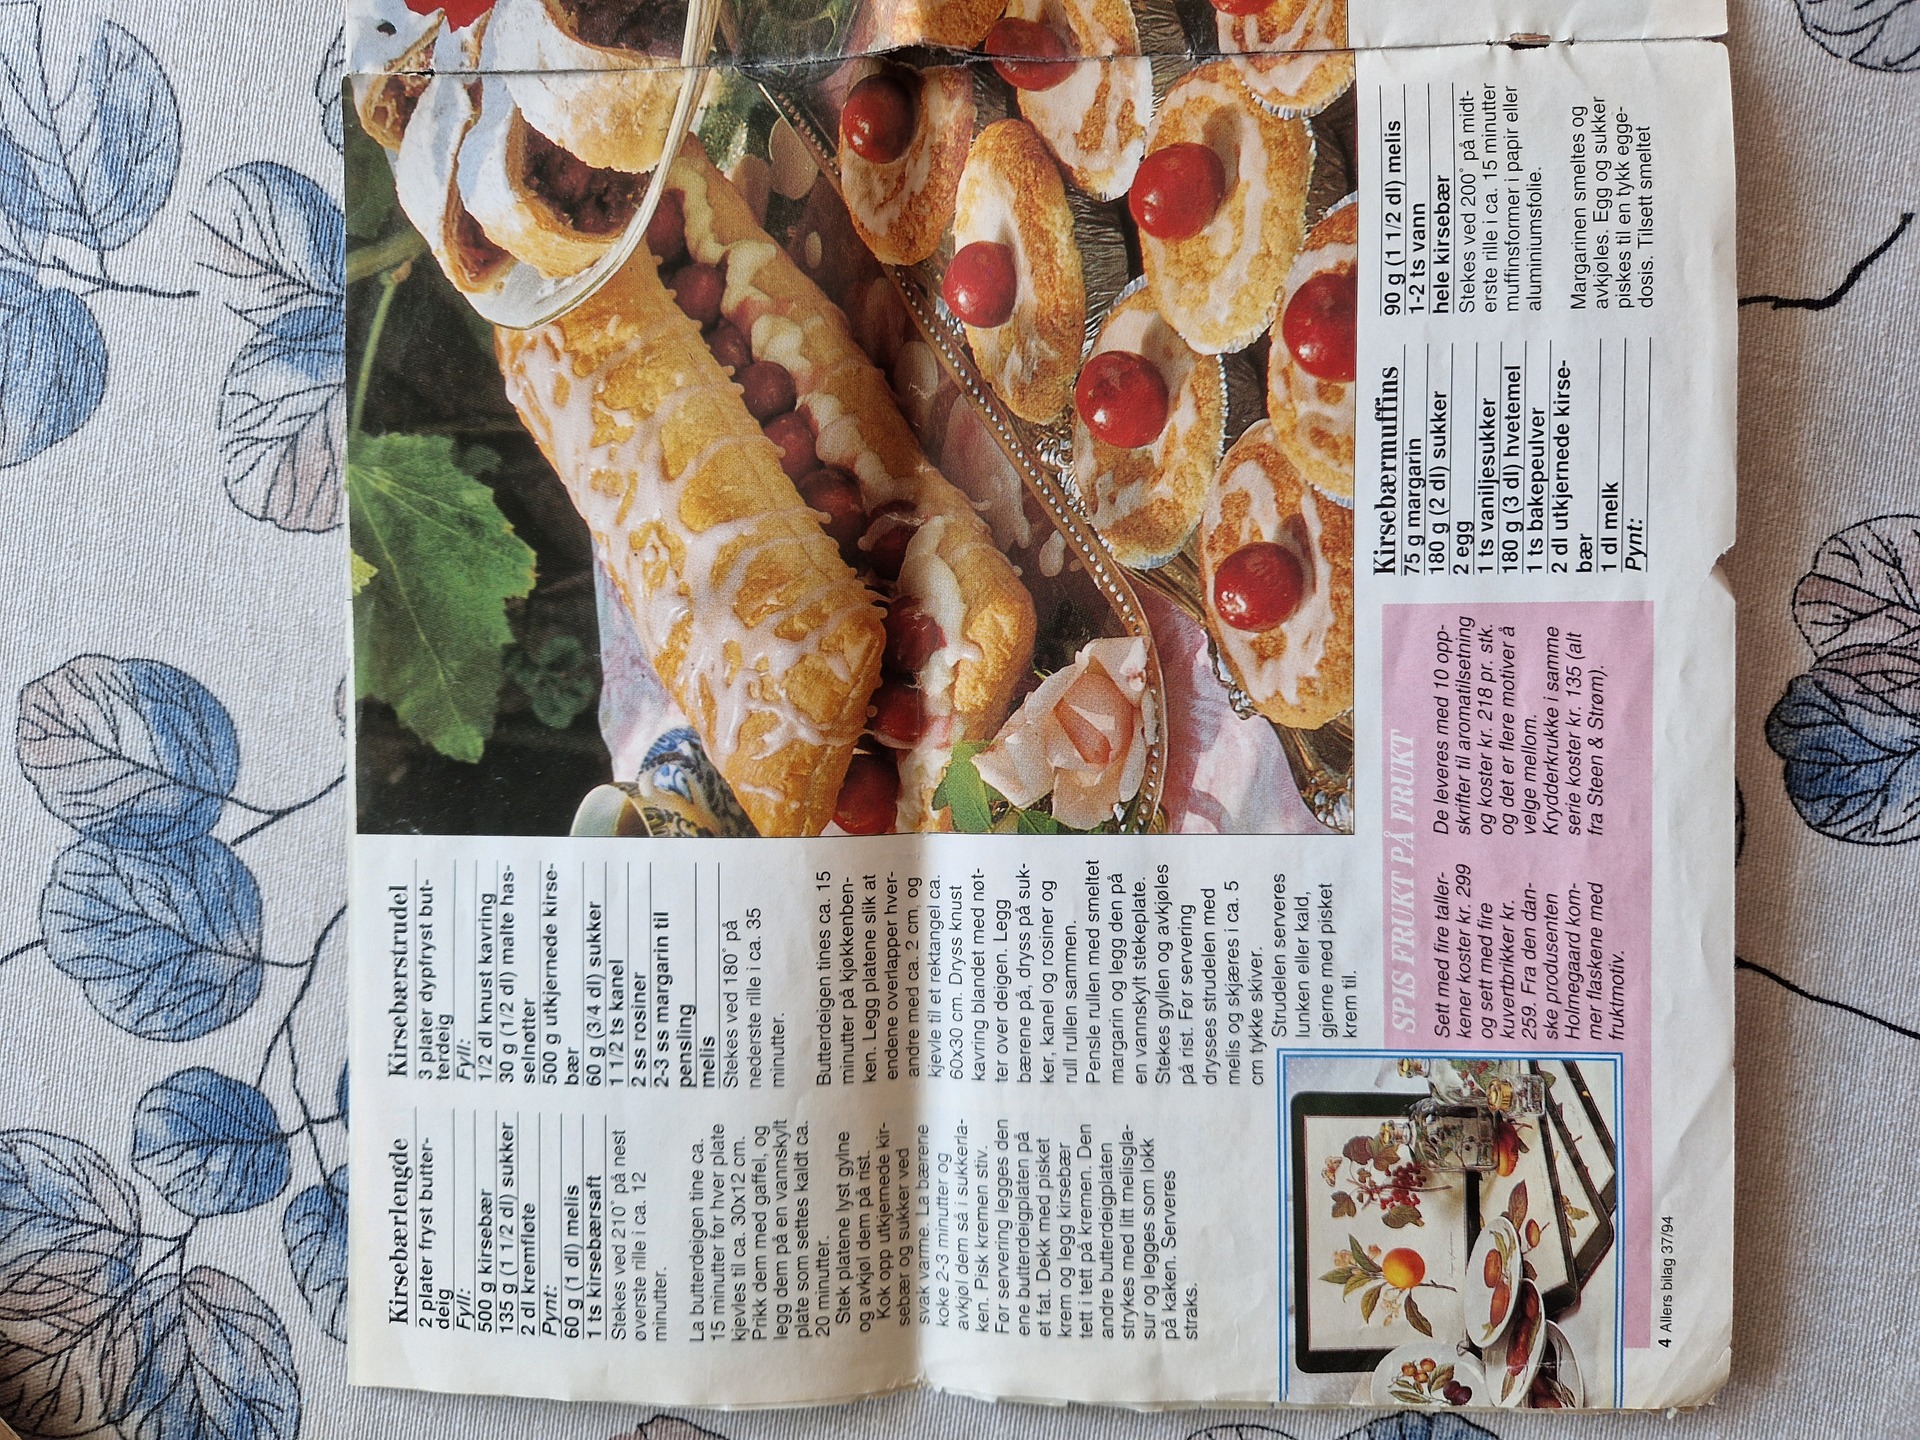 Kirsebærlengde
2 plater fryst butter-
deig
Fyll:
500 g kirsebær
135 g (1 1/2 dl) sukker
2 dl kremfløte
Pynt:
60 g (1 dl) melis
1 ts kirsebærsaft
Stekes ved 210° på nest
øverste rille i ca. 12
minutter.
La butterdeigen tine ca.
15 minutter før hver plate
kjevles til ca. 30x12 cm.
Prikk dem med gaffel, og
legg dem på en vannskylt
plate som settes kaldt ca.
20 minutter.
Stek platene lyst gylne
og avkjøl dem på rist.
Kok opp utkjernede kir-
sebær og sukker ved
svak varme. La bærene
koke 2-3 minutter og
avkjøl dem så i sukkerla-
ken. Pisk kremen stiv.
Før servering legges den
ene butterdeigplaten på
et fat. Dekk med pisket
krem og legg kirsebær
tett i tett på kremen. Den
andre butterdeigplaten
strykes med litt melisgla-
sur og legges som lokk
på kaken. Serveres
straks.
Kirsebærstrudel
3 plater dypfryst but-
terdeig
Fyll:
1/2 dl knust kavring
30 g (1/2 dl) malte has-
selnøtter
500 g utkjernede kirse-
bær
60 g (3/4 dl) sukker
1 1/2 ts kanel
2 ss rosiner
2-3 ss margarin til
pensling
melis
Stekes ved 180° på
nederste rille i ca. 35
minutter.
Butterdeigen tines ca. 15
minutter på kjøkkenben-
ken. Legg platene slik at
endene overlapper hver-
andre med ca. 2 cm, og
kjevle til et rektangel ca.
60x30 cm. Dryss knust
kavring blandet med nøt-
ter over deigen. Legg
bærene på, dryss på suk-
ker, kanel og rosiner og
rull rullen sammen.
Pensle rullen med smeltet
margarin og legg den på
en vannskylt stekeplate.
Stekes gyllen og avkjøles
på rist. Før servering
drysses strudelen med
melis og skjæres i ca. 5
cm tykke skiver.
Strudelen serveres
lunken eller kald,
gjerne med pisket
krem til.
SPIS FRUKT PÅ FRUKT
Sett med fire taller-
kener koster kr. 299
og sett med fire
kuvertbrikker kr.
259. Fra den dan-
ske produsenten
Holmegaard kom-
mer flaskene med
fruktmotiv.
De leveres med 10 opp-
skrifter til aromatilsetning
og koster kr. 218 pr. stk.
og det er flere motiver å
velge mellom.
Krydderkrukke i samme
serie koster kr. 135 (alt
fra Steen & Strøm).
Kirsebærmuffins
75 g margarin
180 g (2 dl) sukker
2 egg
1 ts vaniljesukker
180 g (3 dl) hvetemel
1 ts bakepeulver
2 dl utkjernede kirse-
bær
1 dl melk
Pynt:
90 g (1 1/2 dl) melis
1-2 ts vann
hele kirsebær
Stekes ved 200° på midt-
erste rille i ca. 15 minutter
muffinsformer i papir eller
aluminiumsfolie.
Margarinen smeltes og
avkjøles. Egg og sukker
piskes til en tykk egge-
dosis. Tilsett smeltet
4 Allers bilag 37/94